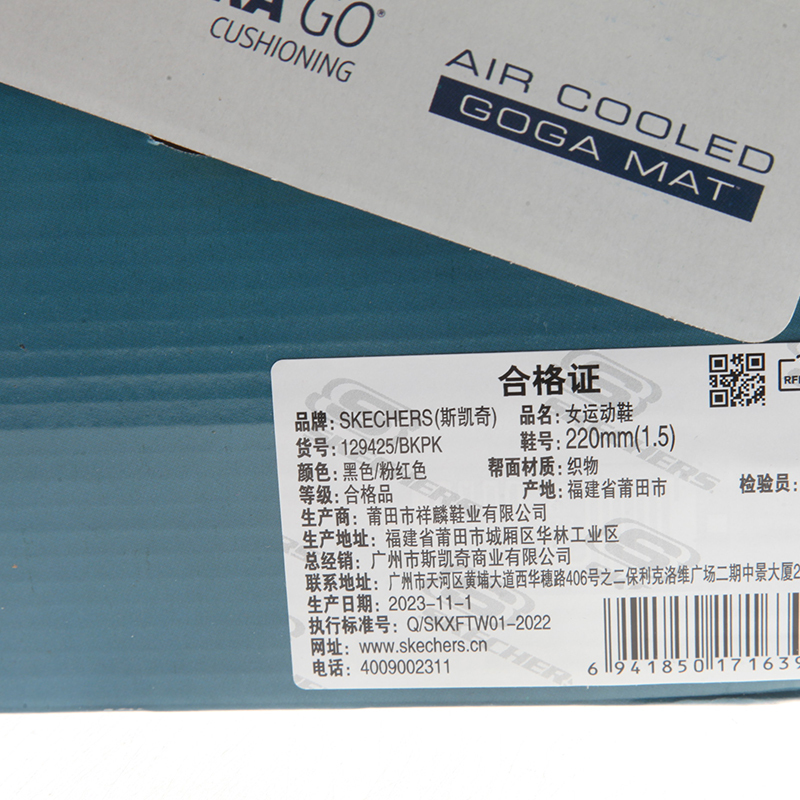 GO®
CUSHIONING
AIR COOLED
GOGA MAT™
合格证
品牌: SKECHERS(斯凯奇) 品名: 女运动鞋
货号: 129425/BKPK 鞋号: 220mm(1.5)
颜色: 黑色/粉红色 帮面材质: 织物
等级: 合格品 产地: 福建省莆田市 检验员:
生产商: 莆田市祥麟鞋业有限公司
生产地址: 福建省莆田市城厢区华林工业区
总经销: 广州市斯凯奇商业有限公司
联系地址: 广州市天河区黄埔大道西华穗路406号之二保利克洛维广场二期中景大厦2
生产日期: 2023-11-1
执行标准号: Q/SKXFTW01-2022
网址: www.skechers.cn
电话: 4009002311
6 941850 171639
SKECHERS
SKECHERS
SKECHERS